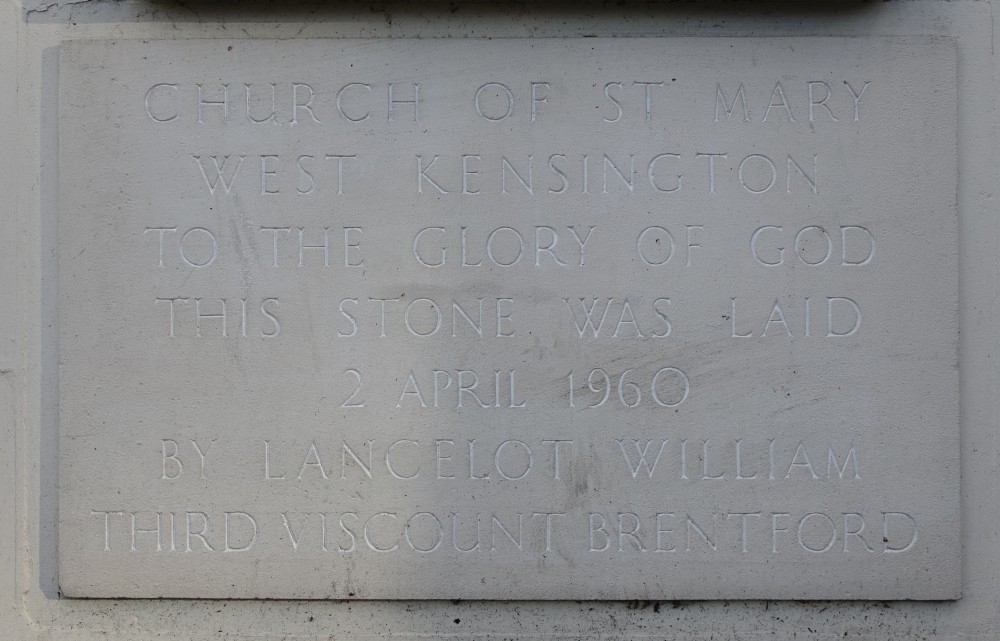 CHURCH OF ST MARY
WEST KENSINGTON
TO THE GLORY OF GOD
THIS STONE WAS LAID
2 APRIL 1960
BY LANCELOT WILLIAM
THIRD VISCOUNT BRENTFORD